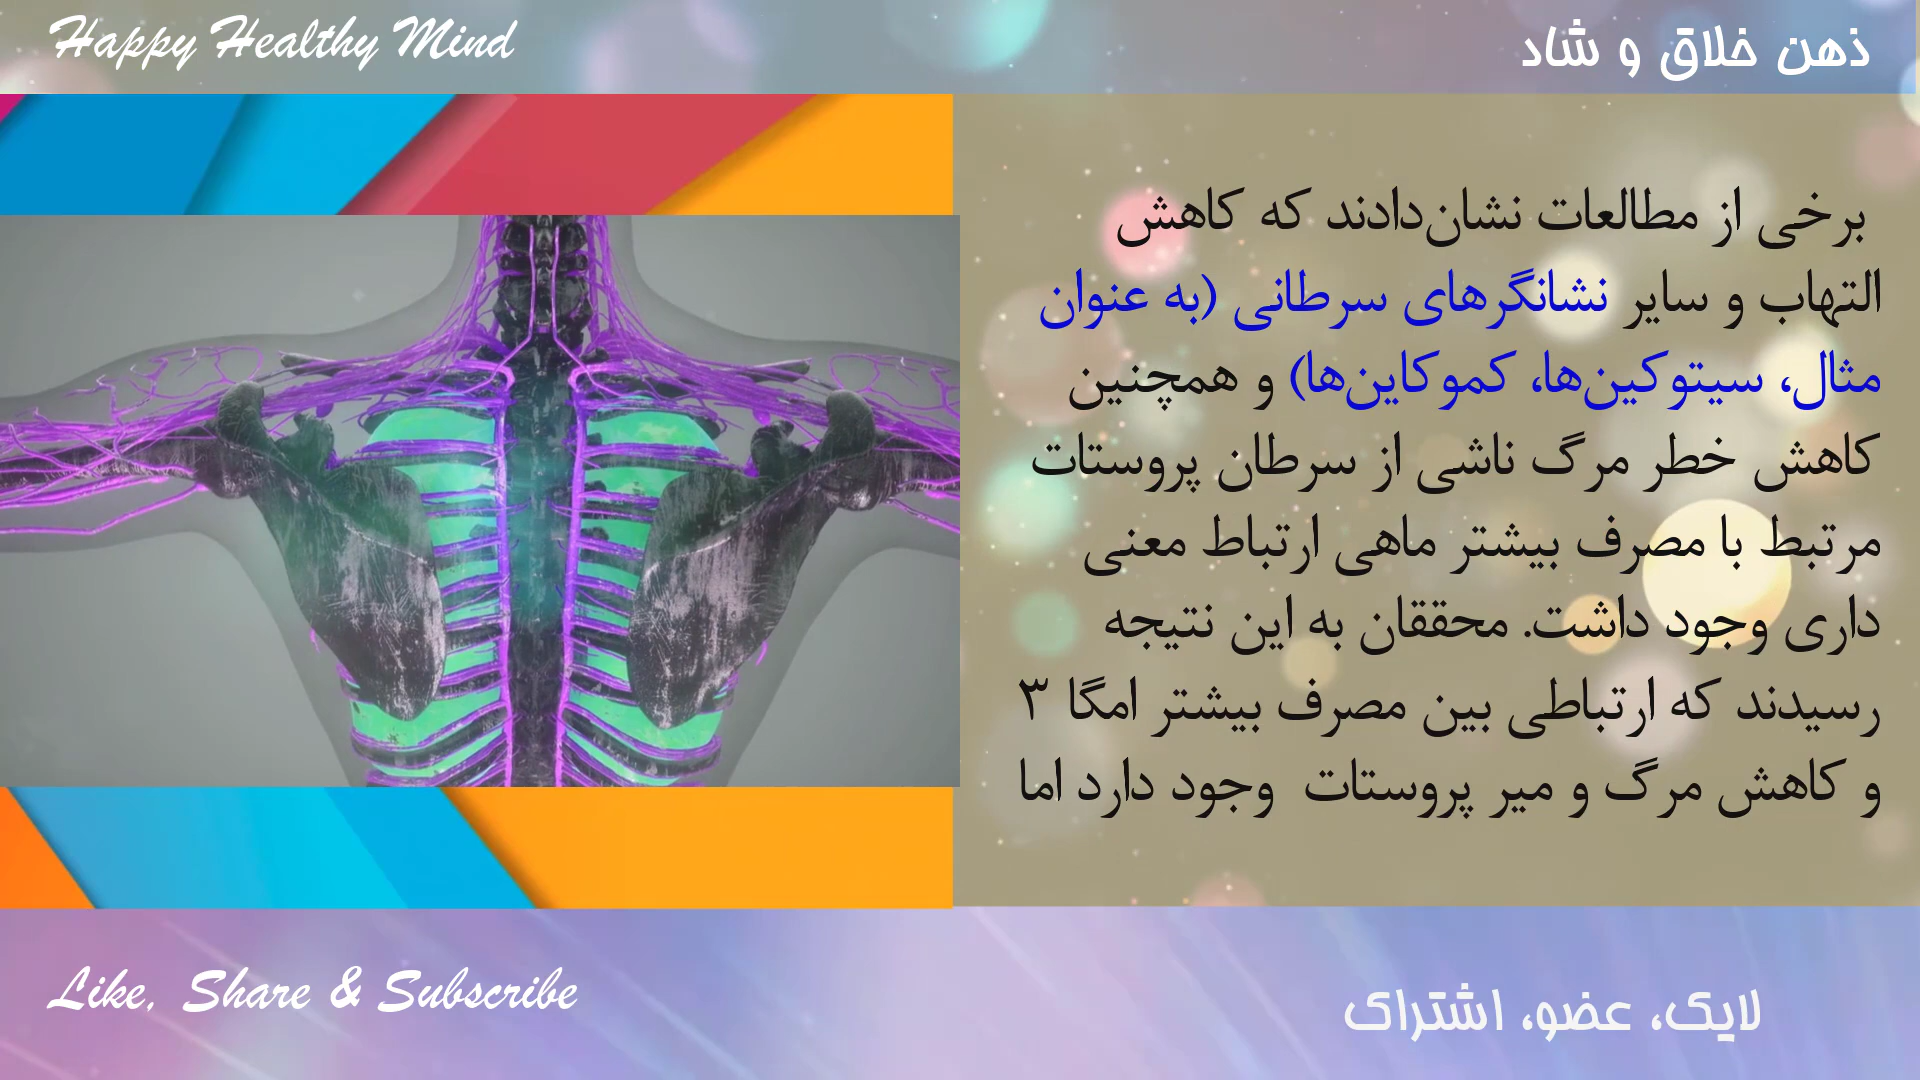 Happy Healthy Mind
ذهن خلاق و شاد
برخی از مطالعات نشان‌دادند که کاهش
التهاب و سایر نشانگرهای سرطانی (به عنوان
مثال، سیتوکین‌ها، کموکاین‌ها) و همچنین
کاهش خطر مرگ ناشی از سرطان پروستات
مرتبط با مصرف بیشتر ماهی ارتباط معنی
داری وجود داشت. محققان به این نتیجه
رسیدند که ارتباطی بین مصرف بیشتر امگا ۳
و کاهش مرگ و میر پروستات وجود دارد اما
Like, Share & Subscribe
لایک، عضو، اشتراک